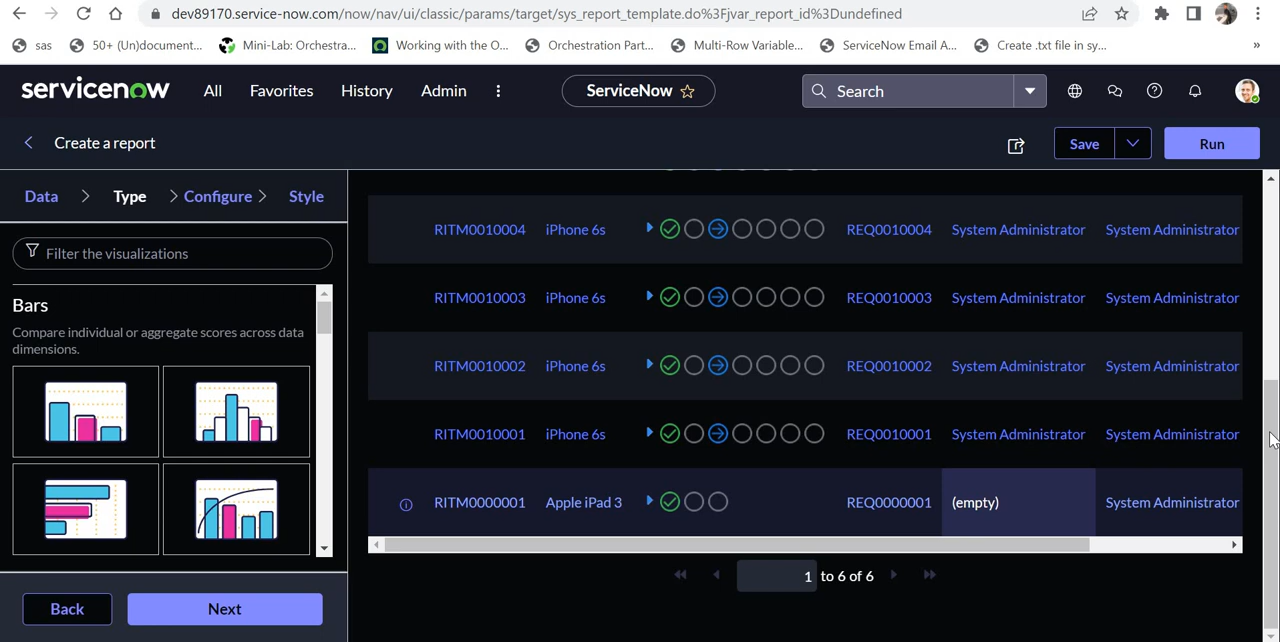 dev89170.service-now.com/now/nav/ui/classic/params/target/sys_report_template.do%3Fjvar_report_id%3Dundefined
sas 50+ (Un)document... Mini-Lab: Orchestra... Working with the O... Orchestration Part... Multi-Row Variable... ServiceNow Email A... Create .txt file in sy... »
servicenow All Favorites History Admin ServiceNow Search
Create a report Save Run
Data Type Configure Style
Filter the visualizations
Bars
Compare individual or aggregate scores across data
dimensions.
Back Next
RITM0010004 iPhone 6s REQ0010004 System Administrator System Administrator
RITM0010003 iPhone 6s REQ0010003 System Administrator System Administrator
RITM0010002 iPhone 6s REQ0010002 System Administrator System Administrator
RITM0010001 iPhone 6s REQ0010001 System Administrator System Administrator
RITM0000001 Apple iPad 3 REQ0000001 (empty) System Administrator
1 to 6 of 6